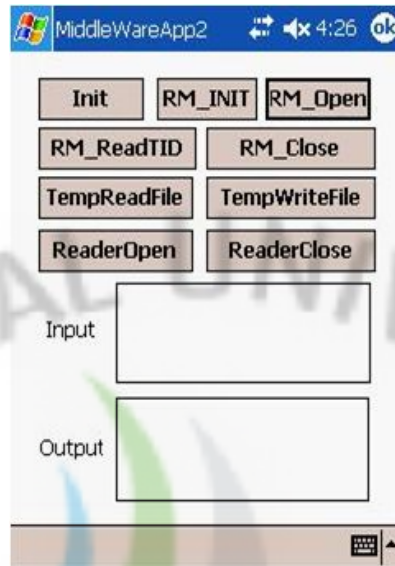 MiddleWareApp2 4:26 ok
Init RM_INIT RM_Open
RM_ReadTID RM_Close
TempReadFile TempWriteFile
ReaderOpen ReaderClose
Input
Output